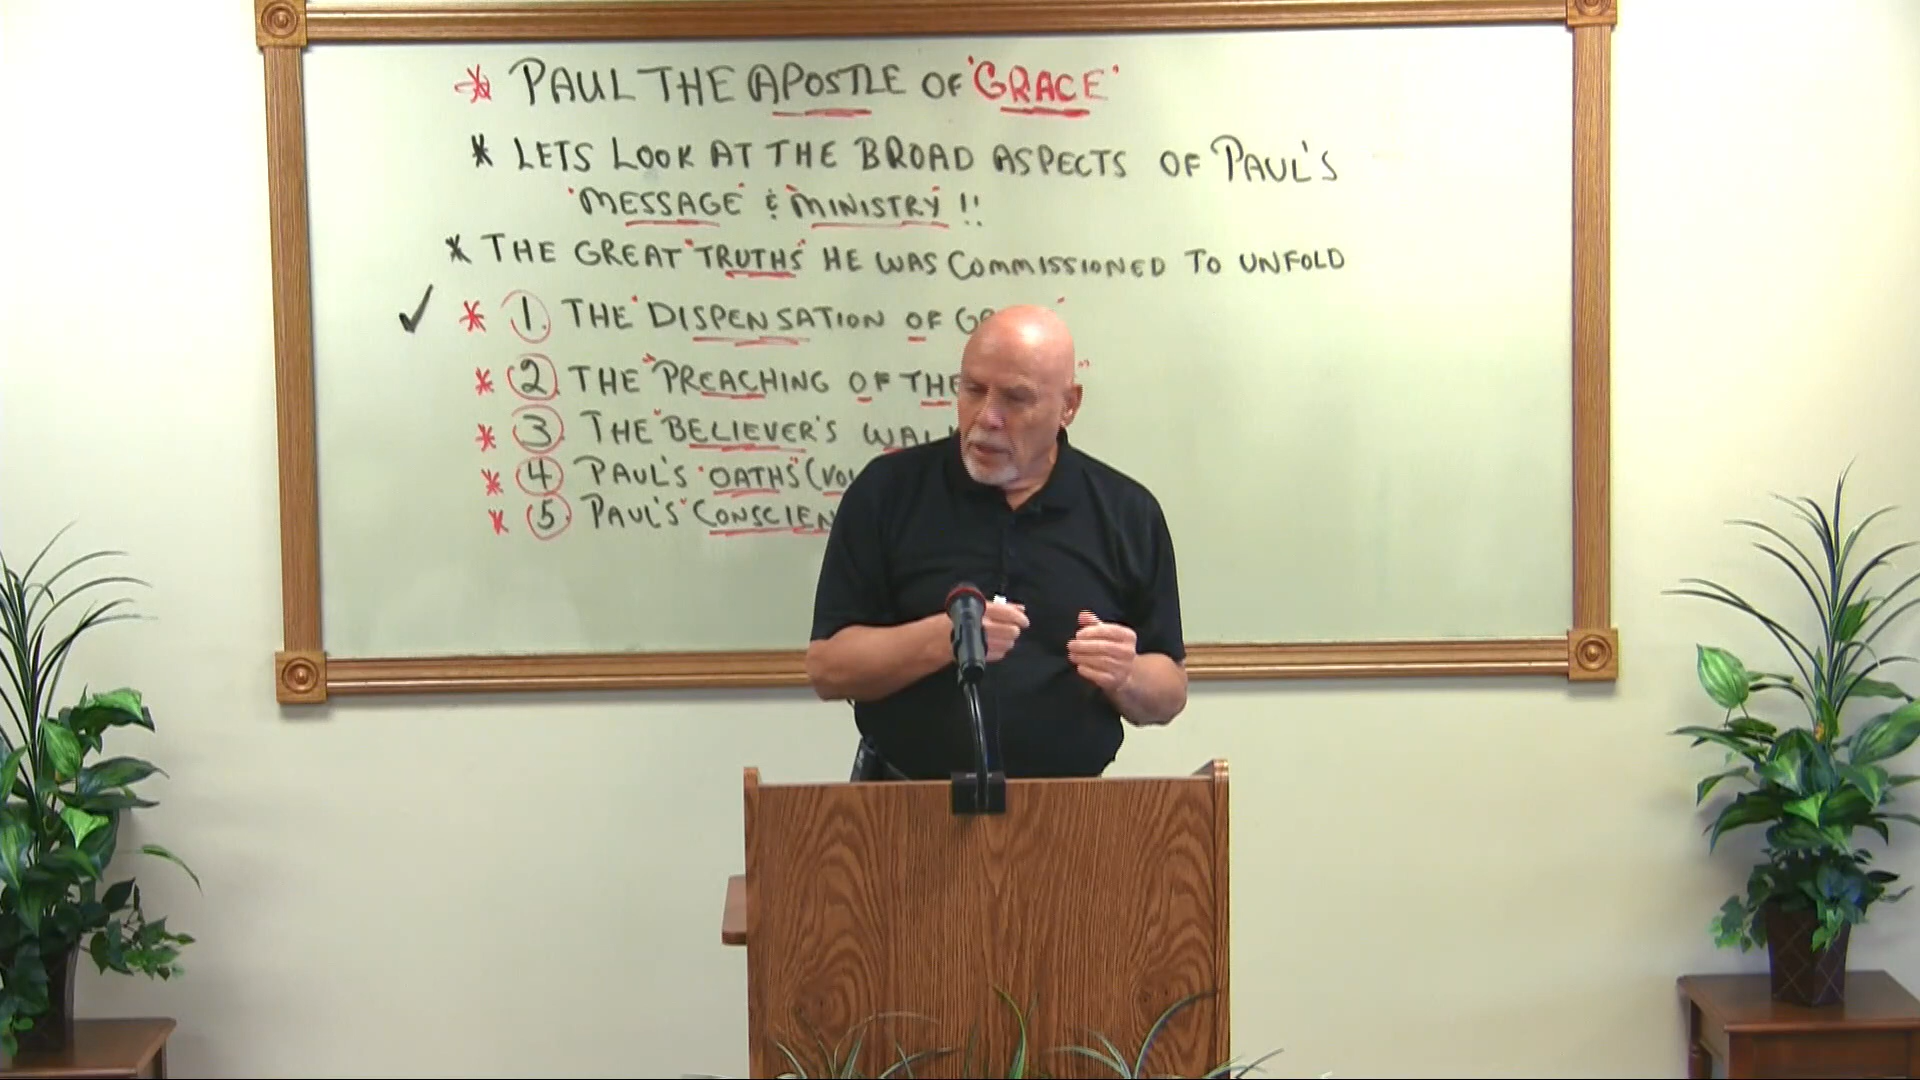 * PAUL THE APOSTLE OF "GRACE"
* LETS LOOK AT THE BROAD ASPECTS OF PAUL'S
"MESSAGE" & "MINISTRY" !!
* THE GREAT "TRUTHS" HE WAS COMMISSIONED TO UNFOLD
✓ * 1. THE "DISPENSATION OF
* 2. THE "PREACHING OF THE
* 3. THE "BELIEVER'S
* 4. PAUL'S "OATHS"
* 5. PAUL'S